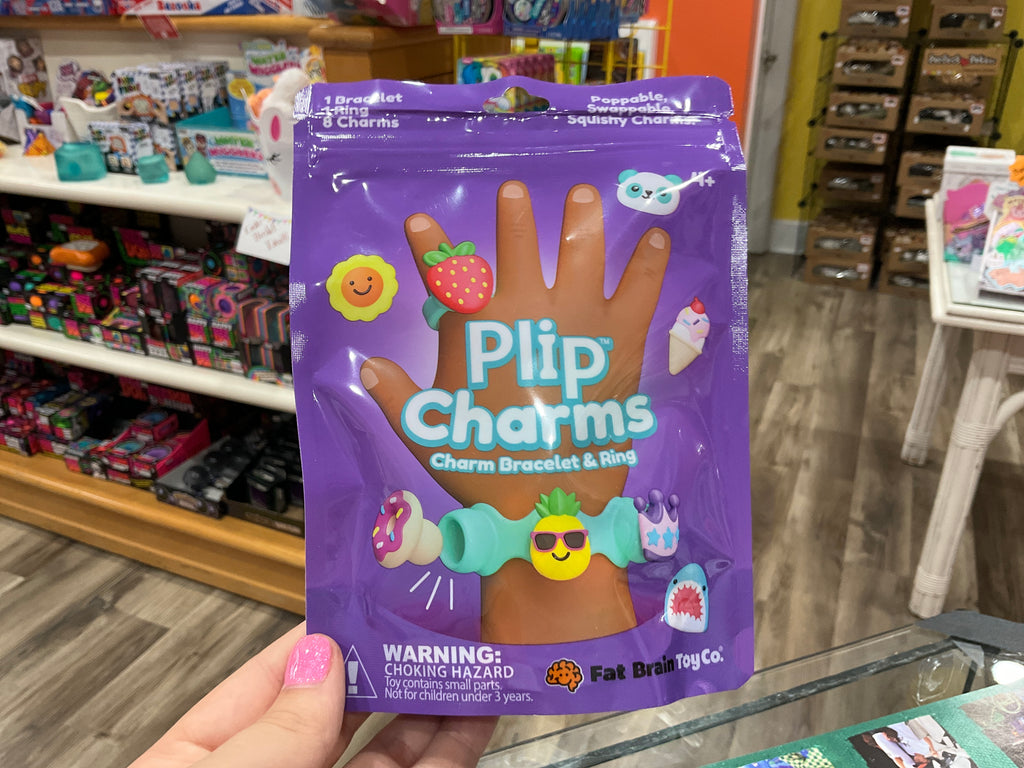 1 Bracelet
1 Ring
8 Charms
Poppable,
Swappable,
Squishy Charms!
4+
Plip™
Charms
Charm Bracelet & Ring
WARNING:
CHOKING HAZARD
Toy contains small parts.
Not for children under 3 years.
Fat Brain Toy Co.®